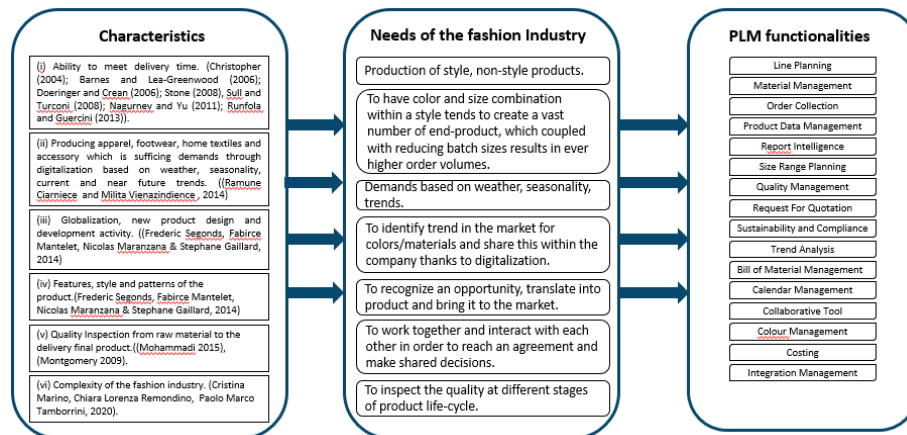 Characteristics
(i) Ability to meet delivery time. (Christopher
(2004); Barnes and Lea-Greenwood (2006);
Doeringer and Crean (2006); Stone (2008), Sull and
Turconi (2008); Nagurnev and Yu (2011); Runfola
and Guercini (2013)).
(ii) Producing apparel, footwear, home textiles and
accessory which is sufficing demands through
digitalization based on weather, seasonality,
current and near future trends. ((Ramune
Ciarniece and Milita Vienazindience , 2014)
(iii) Globalization, new product design and
development activity. ((Frederic Segonds, Fabirce
Mantelet, Nicolas Maranzana & Stephane Gaillard,
2014)
(iv) Features, style and patterns of the
product.(Frederic Segonds, Fabirce Mantelet,
Nicolas Maranzana & Stephane Gaillard, 2014)
(v) Quality Inspection from raw material to the
delivery final product.((Mohammadi 2015),
(Montgomery 2009).
(vi) Complexity of the fashion industry. (Cristina
Marino, Chiara Lorenza Remondino, Paolo Marco
Tamborrini, 2020).
Needs of the fashion Industry
Production of style, non-style products.
To have color and size combination
within a style tends to create a vast
number of end-product, which coupled
with reducing batch sizes results in ever
higher order volumes.
Demands based on weather, seasonality,
trends.
To identify trend in the market for
colors/materials and share this within the
company thanks to digitalization.
To recognize an opportunity, translate into
product and bring it to the market.
To work together and interact with each
other in order to reach an agreement and
make shared decisions.
To inspect the quality at different stages
of product life-cycle.
PLM functionalities
Line Planning
Material Management
Order Collection
Product Data Management
Report Intelligence
Size Range Planning
Quality Management
Request For Quotation
Sustainability and Compliance
Trend Analysis
Bill of Material Management
Calendar Management
Collaborative Tool
Colour Management
Costing
Integration Management